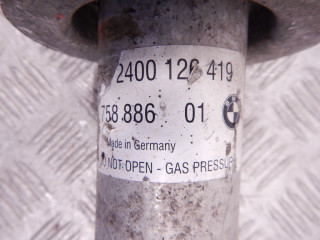 2400 126 419
758 886 01
Made in Germany
NOT OPEN - GAS PRESSU